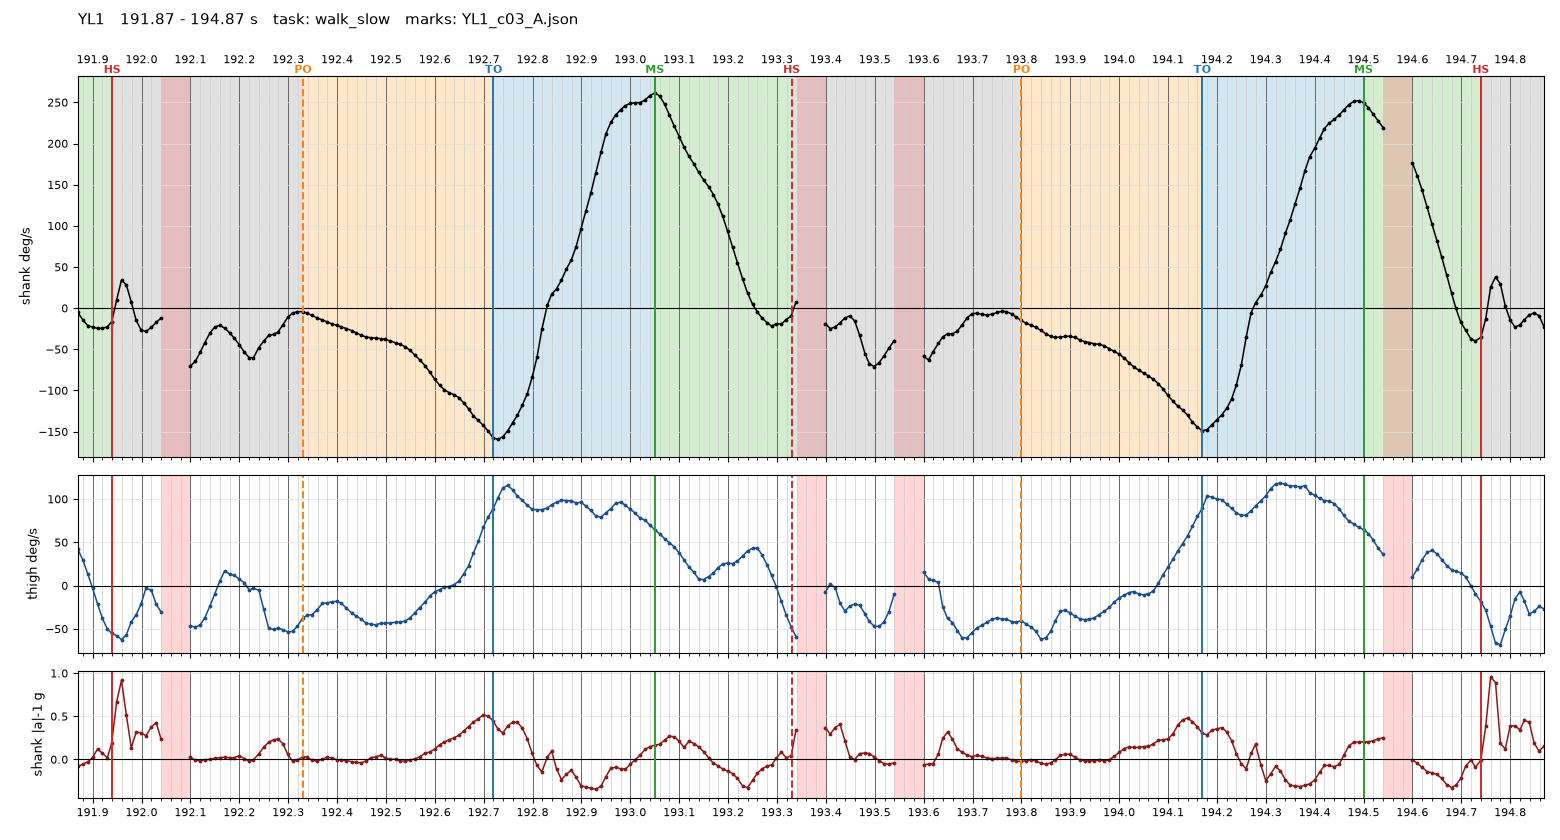 YL1   191.87 - 194.87 s   task: walk_slow   marks: YL1_c03_A.json
191.9 192.0 192.1 192.2 192.3 192.4 192.5 192.6 192.7 192.8 192.9 193.0 193.1 193.2 193.3 193.4 193.5 193.6 193.7 193.8 193.9 194.0 194.1 194.2 194.3 194.4 194.5 194.6 194.7 194.8
HS PO TO MS HS PO TO MS HS
shank deg/s
250
200
150
100
50
0
−50
−100
−150
thigh deg/s
100
50
0
−50
shank |a|-1 g
1.0
0.5
0.0
191.9 192.0 192.1 192.2 192.3 192.4 192.5 192.6 192.7 192.8 192.9 193.0 193.1 193.2 193.3 193.4 193.5 193.6 193.7 193.8 193.9 194.0 194.1 194.2 194.3 194.4 194.5 194.6 194.7 194.8